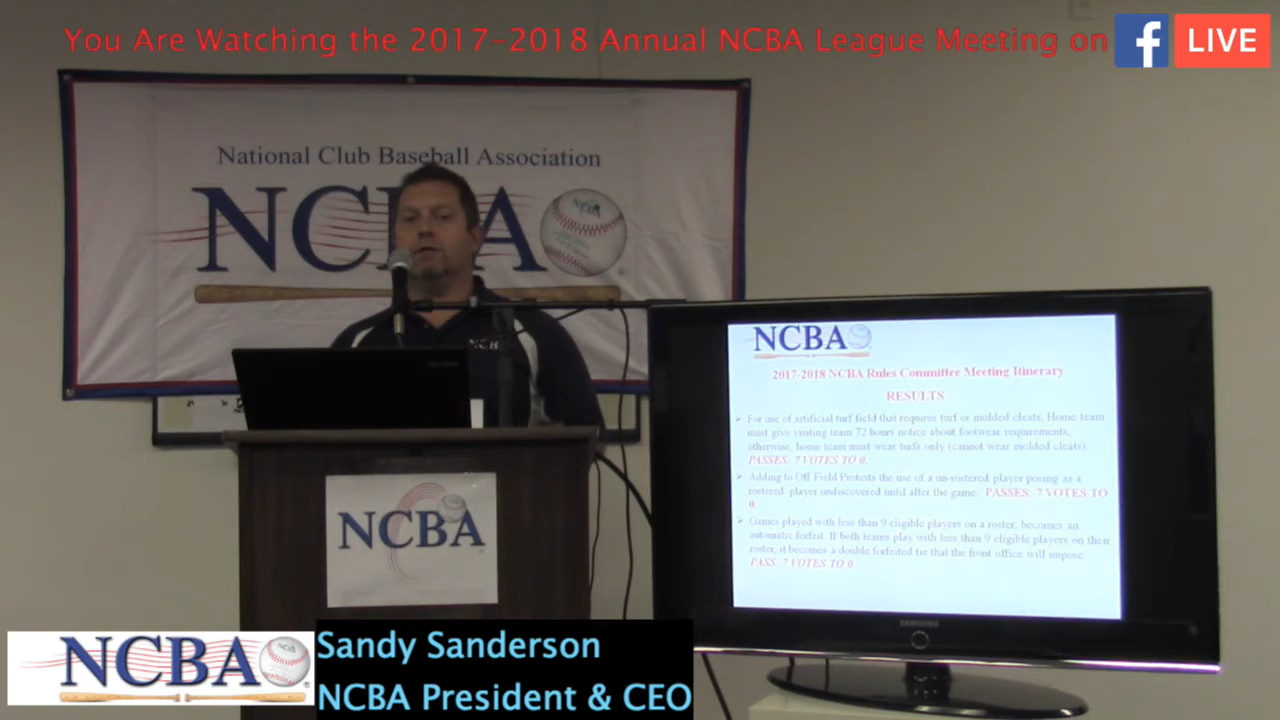 You Are Watching the 2017-2018 Annual NCBA League Meeting on f LIVE
National Club Baseball Association
NCBA
NCBA
2017-2018 NCBA Rules Committee Meeting Itinerary
RESULTS
For use of artificial turf field that requires turf or molded cleats, Home team
must give visiting team 72 hours notice about footwear requirements,
otherwise, home team must wear turfs only (cannot wear molded cleats).
PASSES: 7 VOTES TO 0.
Adding to Off Field Protests the use of a un-rostered player posing as a
rostered player undiscovered until after the game. PASSES: 7 VOTES TO
0.
Games played with less than 9 eligible players on a roster, becomes an
automatic forfeit. If both teams play with less than 9 eligible players on their
roster, it becomes a double forfeited tie that the front office will impose.
PASS: 7 VOTES TO 0
SAMSUNG
NCBA
NCBA
Sandy Sanderson
NCBA President & CEO